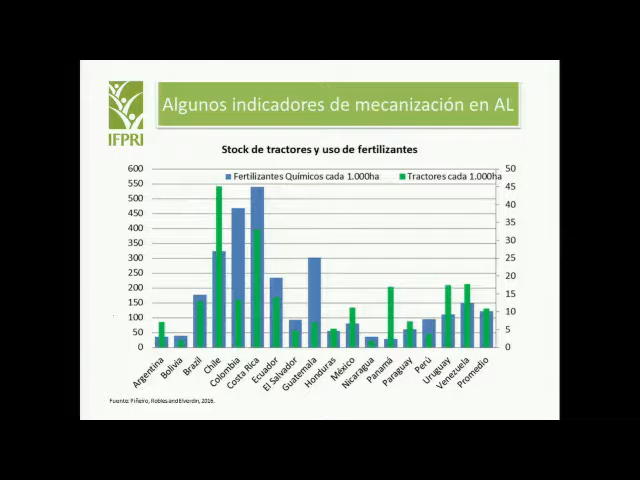 Algunos indicadores de mecanización en AL
IFPRI
Stock de tractores y uso de fertilizantes
Fertilizantes Químicos cada 1.000ha
Tractores cada 1.000ha
600
550
500
450
400
350
300
250
200
150
100
50
0
50
45
40
35
30
25
20
15
10
5
0
Argentina
Bolivia
Brazil
Chile
Colombia
Costa Rica
Ecuador
El Salvador
Guatemala
Honduras
México
Nicaragua
Panamá
Paraguay
Perú
Uruguay
Venezuela
Promedio
Fuente: Piñeiro, Robles and Elverdin, 2016.